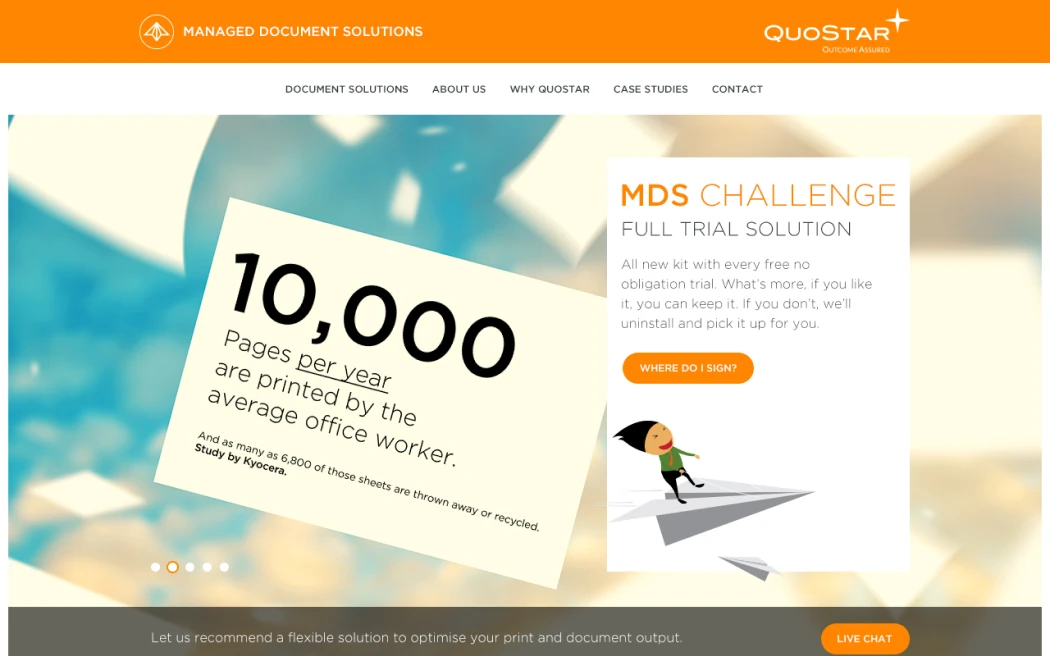 MANAGED DOCUMENT SOLUTIONS
QUOSTAR
OUTCOME ASSURED
DOCUMENT SOLUTIONS ABOUT US WHY QUOSTAR CASE STUDIES CONTACT
10,000
Pages per year
are printed by the
average office worker.
And as many as 6,800 of those sheets are thrown away or recycled.
Study by Kyocera.
MDS CHALLENGE
FULL TRIAL SOLUTION
All new kit with every free no
obligation trial. What's more, if you like
it, you can keep it. If you don't, we'll
uninstall and pick it up for you.
WHERE DO I SIGN?
Let us recommend a flexible solution to optimise your print and document output.
LIVE CHAT